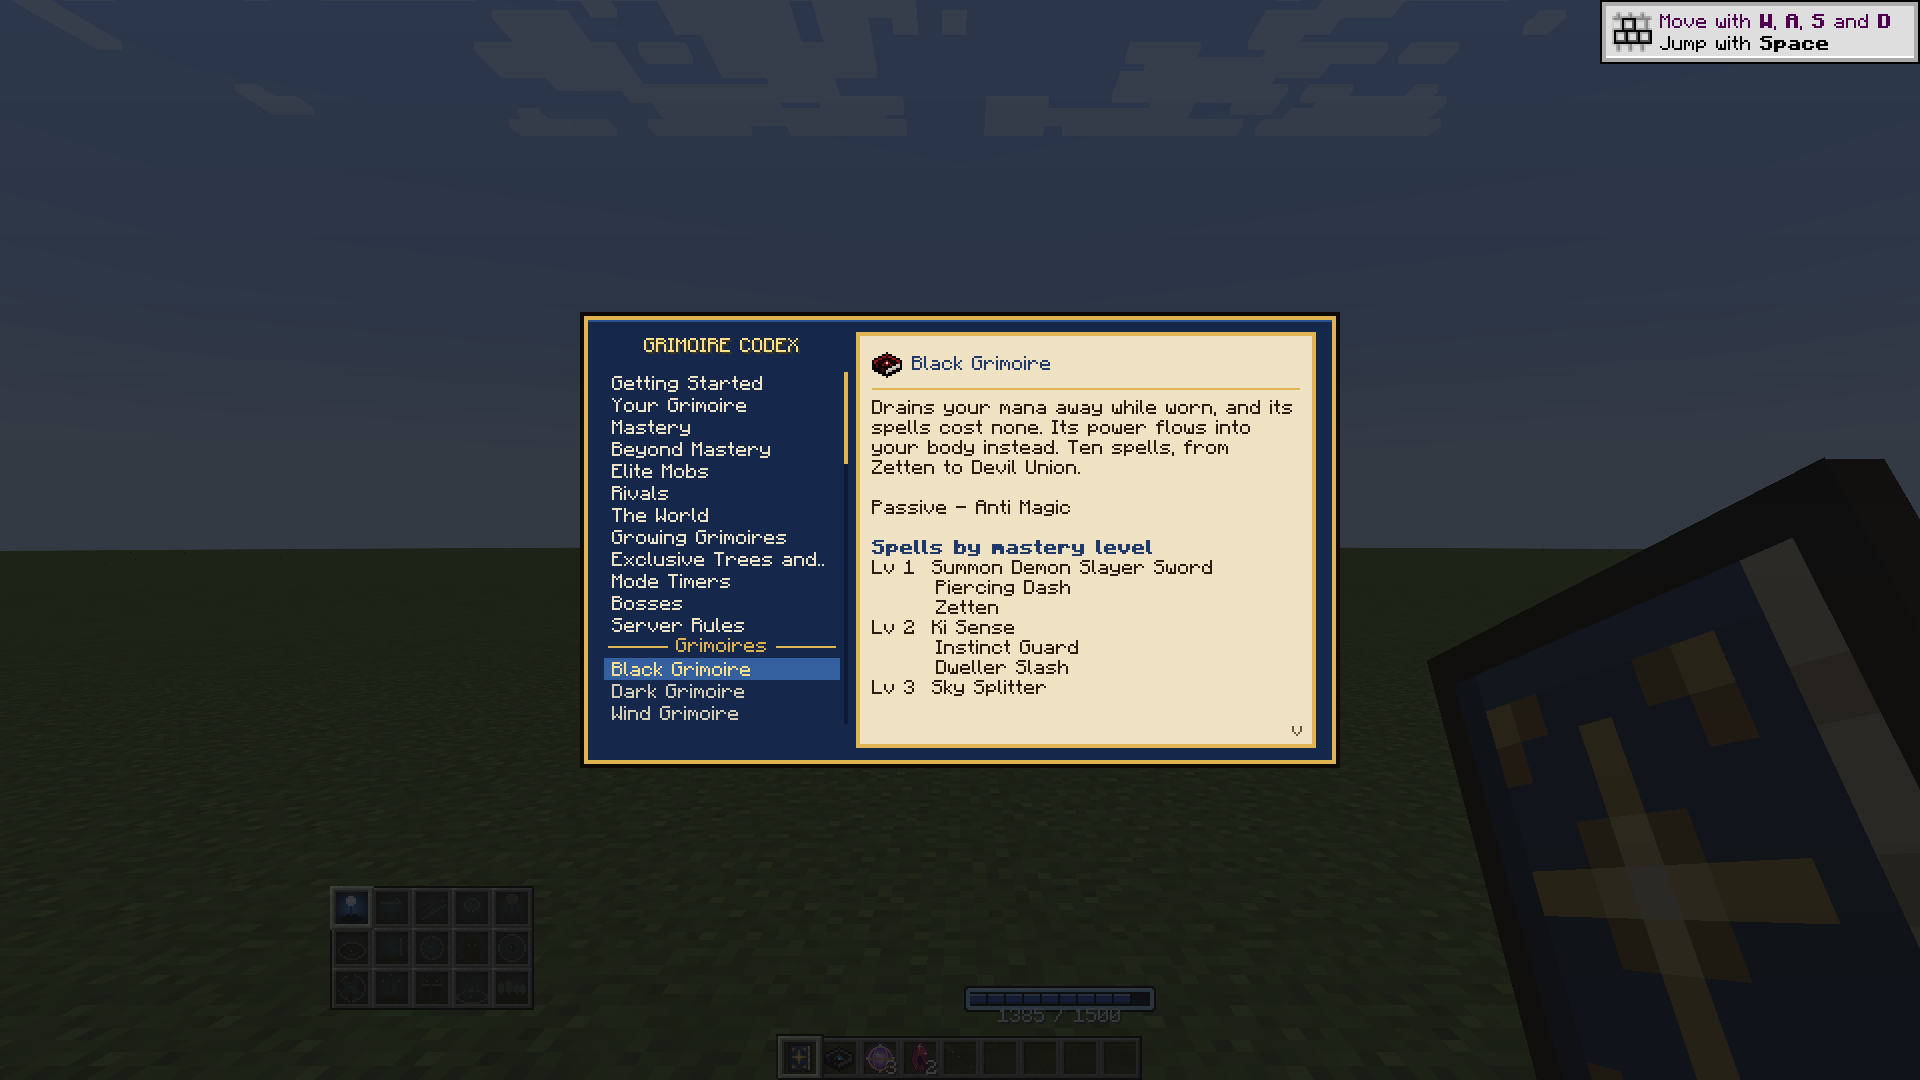 Move with W, A, S and D
Jump with Space
GRIMOIRE CODEX
Getting Started
Your Grimoire
Mastery
Beyond Mastery
Elite Mobs
Rivals
The World
Growing Grimoires
Exclusive Trees and..
Mode Timers
Bosses
Server Rules
Grimoires
Black Grimoire
Dark Grimoire
Wind Grimoire
Black Grimoire
Drains your mana away while worn, and its
spells cost none. Its power flows into
your body instead. Ten spells, from
Zetten to Devil Union.
Passive - Anti Magic
Spells by mastery level
Lv 1 Summon Demon Slayer Sword
Piercing Dash
Zetten
Lv 2 Ki Sense
Instinct Guard
Dweller Slash
Lv 3 Sky Splitter
v
1385 / 1500
3
2